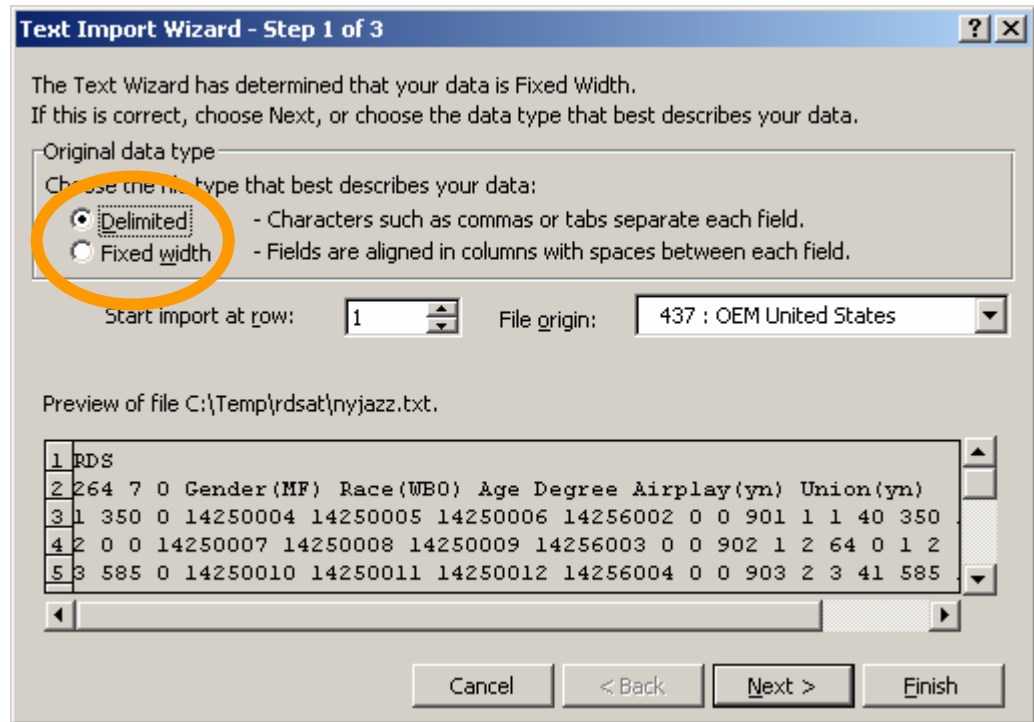 Text Import Wizard - Step 1 of 3
The Text Wizard has determined that your data is Fixed Width.
If this is correct, choose Next, or choose the data type that best describes your data.
Original data type
Choose the file type that best describes your data:
Delimited - Characters such as commas or tabs separate each field.
Fixed width - Fields are aligned in columns with spaces between each field.
Start import at row: 1 File origin: 437 : OEM United States
Preview of file C:\Temp\rdsat\nyjazz.txt.
1 RDS
2 264 7 0 Gender(MF) Race(WBO) Age Degree Airplay(yn) Union(yn)
3 1 350 0 14250004 14250005 14250006 14256002 0 0 901 1 1 40 350 .
4 2 0 0 14250007 14250008 14250009 14256003 0 0 902 1 2 64 0 1 2
5 3 585 0 14250010 14250011 14250012 14256004 0 0 903 2 3 41 585 .
Cancel < Back Next > Finish